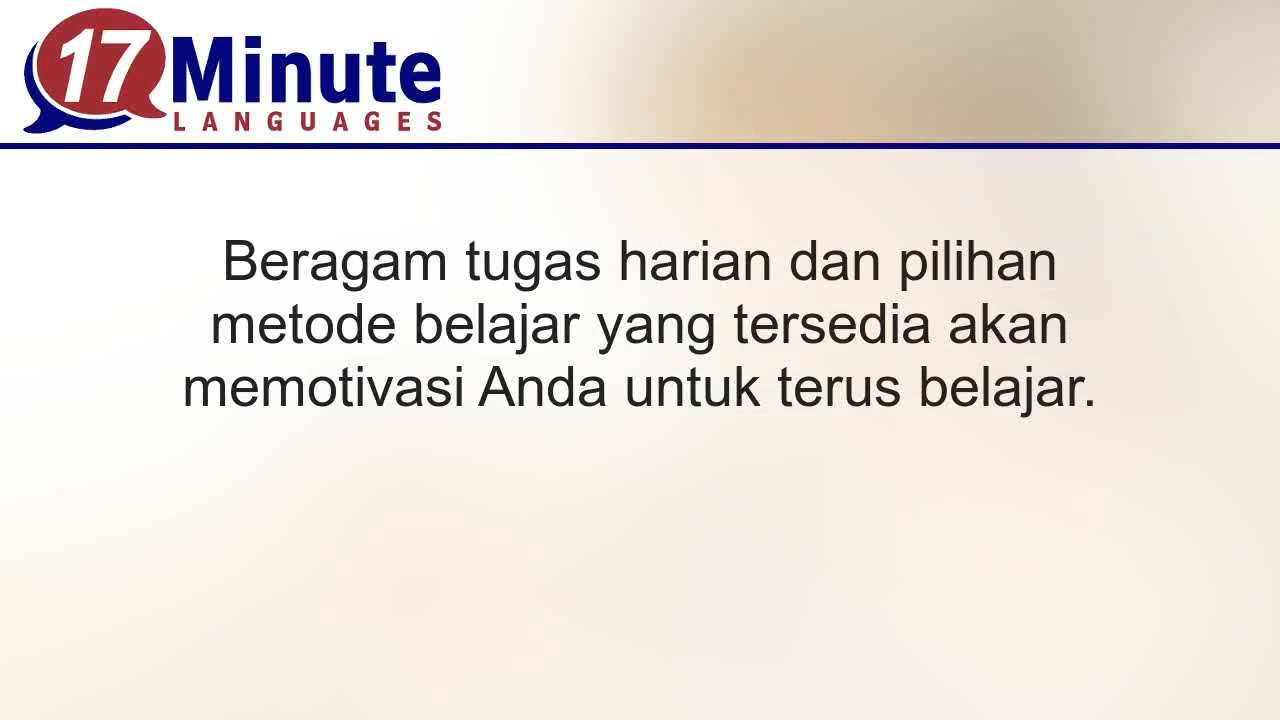 17 Minute
LANGUAGES
Beragam tugas harian dan pilihan
metode belajar yang tersedia akan
memotivasi Anda untuk terus belajar.